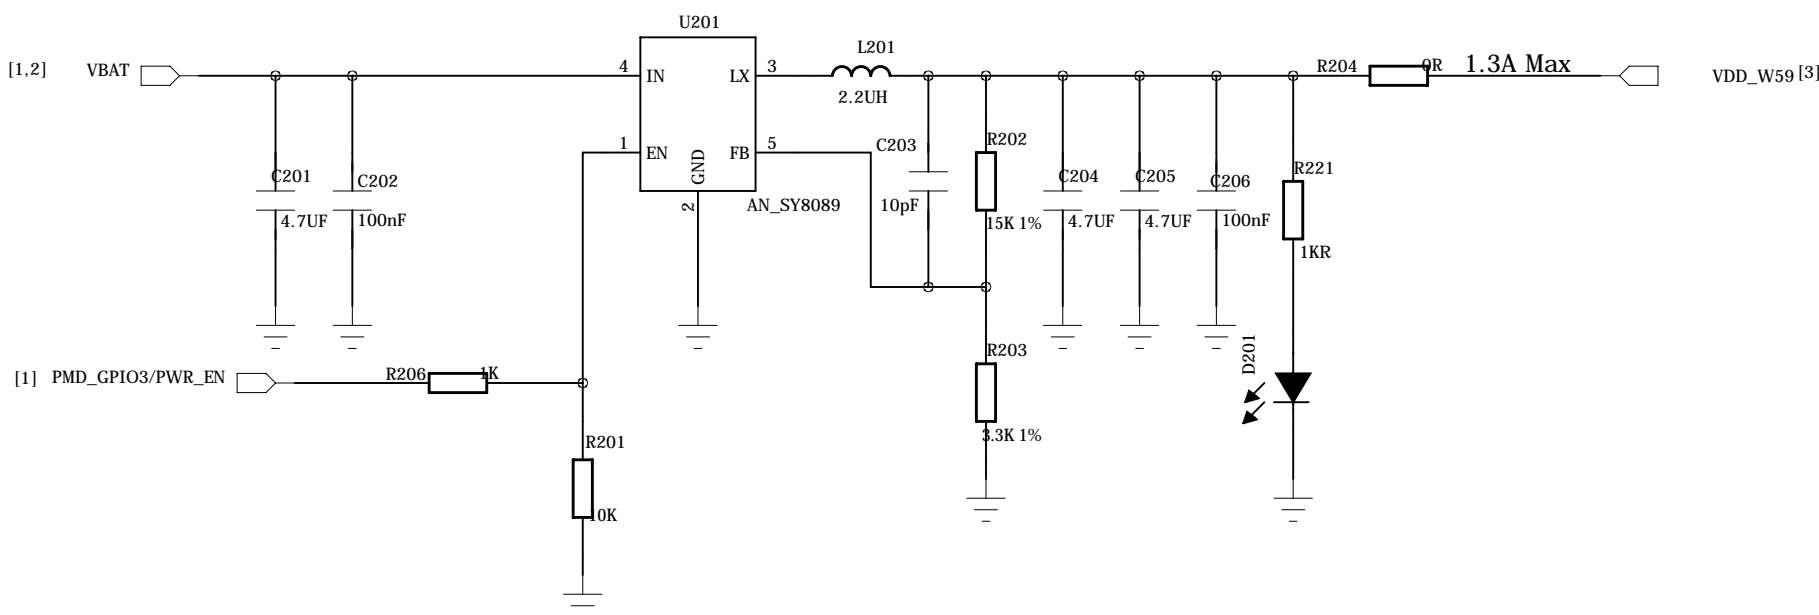 U201
[1,2] VBAT
4 IN LX 3
L201
2.2UH
R204 0R 1.3A Max
VDD_W59 [3]
1 EN FB 5
GND
2
AN_SY8089
C201
4.7UF
C202
100nF
C203
10pF
R202
15K 1%
C204
4.7UF
C205
4.7UF
C206
100nF
R221
1KR
R203
3.3K 1%
D201
[1] PMD_GPIO3/PWR_EN
R206 1K
R201
10K